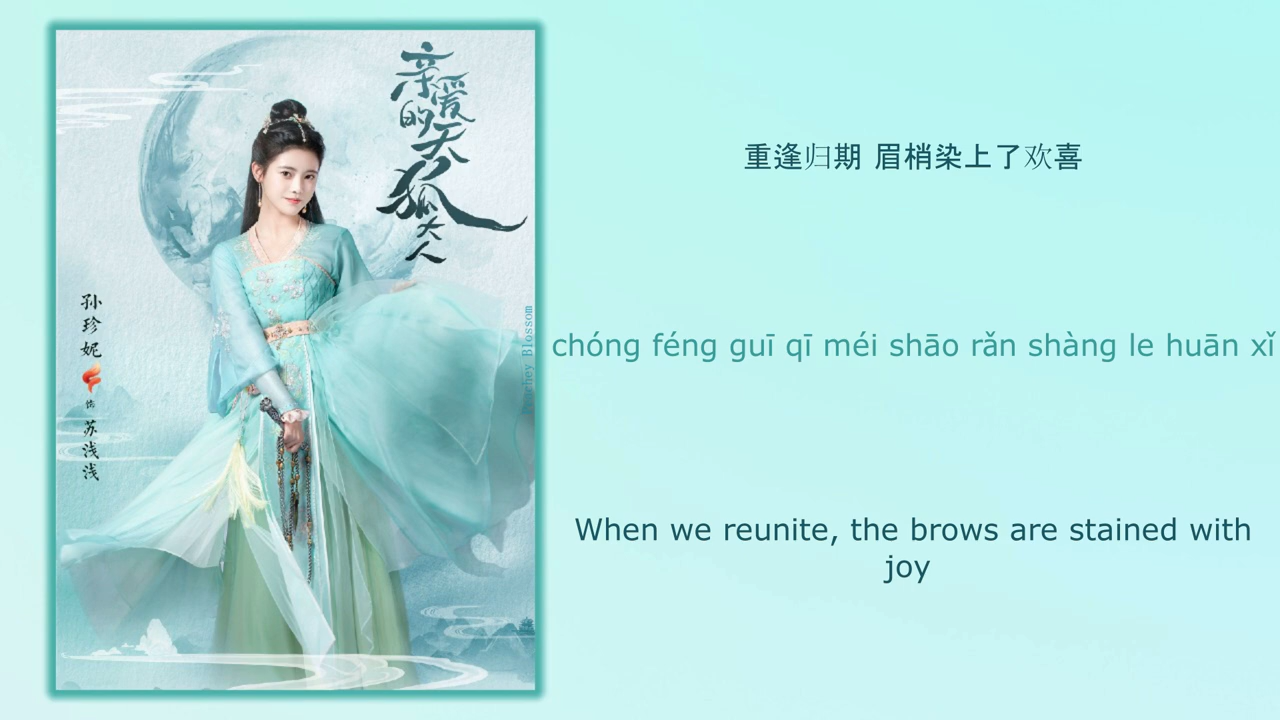 亲爱的天狐大人
孙珍妮
饰
苏浅浅
重逢归期 眉梢染上了欢喜
chóng féng guī qī méi shāo rǎn shàng le huān xǐ
When we reunite, the brows are stained with
joy
Blossom